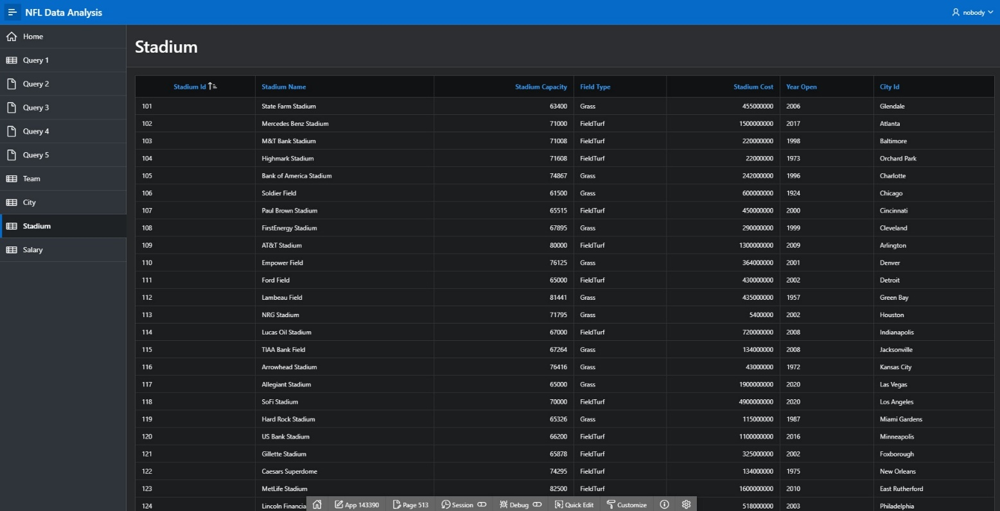 NFL Data Analysis
nobody
Home
Query 1
Query 2
Query 3
Query 4
Query 5
Team
City
Stadium
Salary
Stadium
Stadium Id Stadium Name Stadium Capacity Field Type Stadium Cost Year Open City Id
101 State Farm Stadium 63400 Grass 455000000 2006 Glendale
102 Mercedes Benz Stadium 71000 FieldTurf 1500000000 2017 Atlanta
103 M&T Bank Stadium 71008 FieldTurf 220000000 1998 Baltimore
104 Highmark Stadium 71608 FieldTurf 22000000 1973 Orchard Park
105 Bank of America Stadium 74867 Grass 242000000 1996 Charlotte
106 Soldier Field 61500 Grass 600000000 1924 Chicago
107 Paul Brown Stadium 65515 FieldTurf 450000000 2000 Cincinnati
108 FirstEnergy Stadium 67895 Grass 290000000 1999 Cleveland
109 AT&T Stadium 80000 FieldTurf 1300000000 2009 Arlington
110 Empower Field 76125 Grass 364000000 2001 Denver
111 Ford Field 65000 FieldTurf 430000000 2002 Detroit
112 Lambeau Field 81441 Grass 435000000 1957 Green Bay
113 NRG Stadium 71795 Grass 5400000 2002 Houston
114 Lucas Oil Stadium 67000 FieldTurf 720000000 2008 Indianapolis
115 TIAA Bank Field 67264 Grass 134000000 2008 Jacksonville
116 Arrowhead Stadium 76416 Grass 43000000 1972 Kansas City
117 Allegiant Stadium 65000 Grass 1900000000 2020 Las Vegas
118 SoFi Stadium 70000 FieldTurf 4900000000 2020 Los Angeles
119 Hard Rock Stadium 65326 Grass 115000000 1987 Miami Gardens
120 US Bank Stadium 66200 FieldTurf 1100000000 2016 Minneapolis
121 Gillette Stadium 65878 FieldTurf 325000000 2002 Foxborough
122 Caesars Superdome 74295 FieldTurf 134000000 1975 New Orleans
123 MetLife Stadium 82500 FieldTurf 1600000000 2010 East Rutherford
124 Lincoln Financia 518000000 2003 Philadelphia
App 143390 Page 513 Session Debug Quick Edit Customize